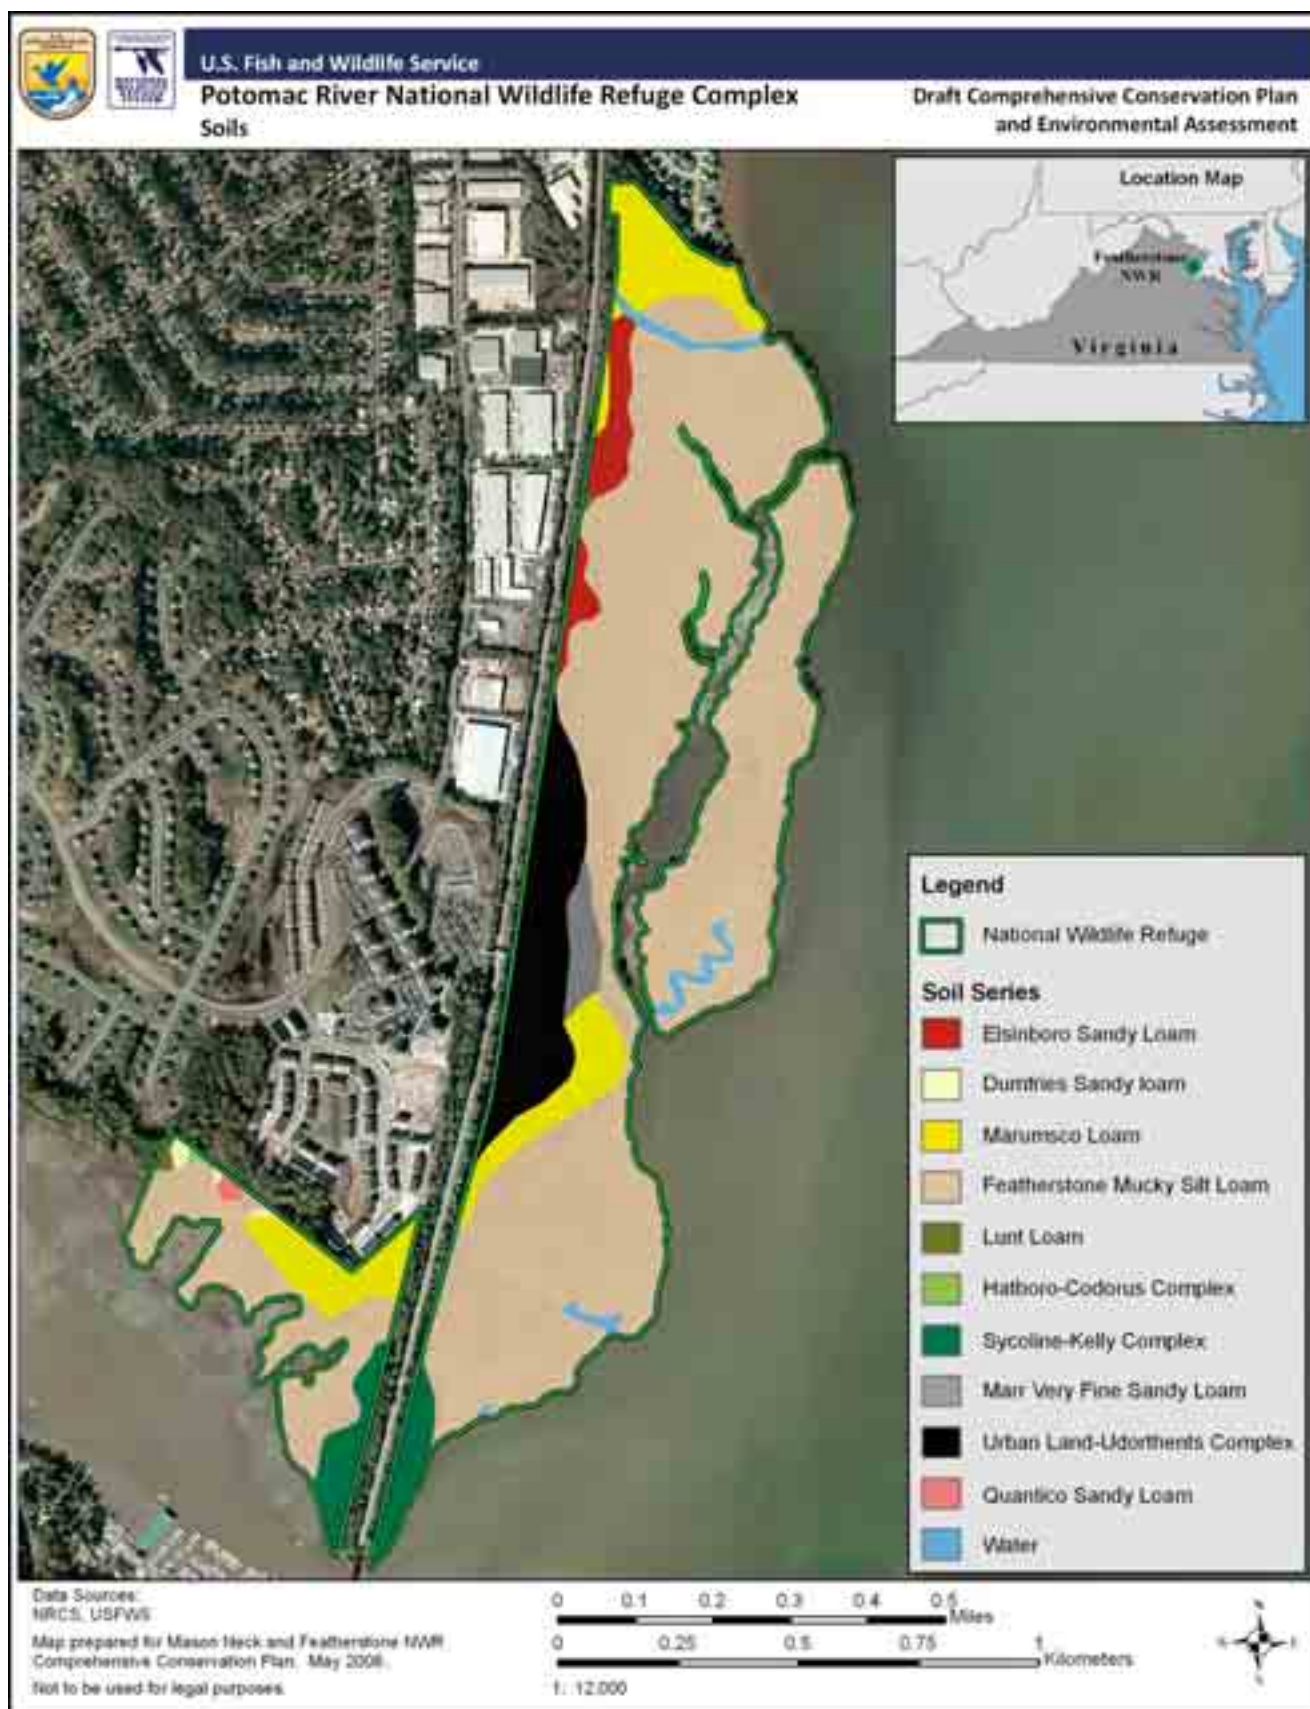 U.S. Fish and Wildlife Service
Potomac River National Wildlife Refuge Complex
Soils
Draft Comprehensive Conservation Plan
and Environmental Assessment
Location Map
Featherstone
NWR
Virginia
Legend
National Wildlife Refuge
Soil Series
Elsinboro Sandy Loam
Dumfries Sandy loam
Marumsco Loam
Featherstone Mucky Silt Loam
Lunt Loam
Hatboro-Codorus Complex
Sycoline-Kelly Complex
Marr Very Fine Sandy Loam
Urban Land-Udorthents Complex
Quantico Sandy Loam
Water
Data Sources:
NRCS, USFWS
Map prepared for Mason Neck and Featherstone NWR
Comprehensive Conservation Plan. May 2008.
Not to be used for legal purposes.
0 0.1 0.2 0.3 0.4 0.5
Miles
0 0.25 0.5 0.75 1
Kilometers
1: 12,000